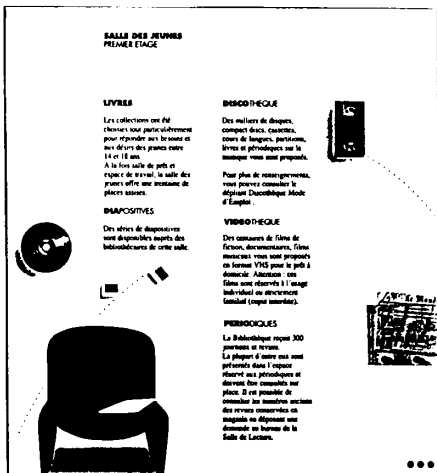 SALLE DES JEUNES
PREMIER ETAGE
LIVRES
Les collections ont été
choisies tout particulièrement
pour répondre aux besoins et
aux désirs des jeunes entre
14 et 18 ans.
A la fois salle de prêt et
espace de travail, la salle des
jeunes offre une trentaine de
places assises.
DIAPOSITIVES
Des séries de diapositives
sont disponibles auprès des
bibliothécaires de cette salle.
DISCOTHEQUE
Des milliers de disques,
compact discs, cassettes,
cours de langues, partitions,
livres et périodiques sur la
musique vous sont proposés.
Pour plus de renseignements,
vous pouvez consulter le
dépliant Discothèque Mode
d'Emploi.
VIDEOTHEQUE
Des centaines de films de
fiction, documentaires, films
musicaux vous sont proposés
en format VHS pour le prêt à
domicile. Attention : ces
films sont réservés à l'usage
individuel ou strictement
familial (copie interdite).
PERIODIQUES
La Bibliothèque reçoit 300
journaux et revues.
La plupart d'entre eux sont
présentés dans l'espace
réservé aux périodiques et
doivent être consultés sur
place. Il est possible de
consulter les numéros anciens
des revues conservées en
magasin en déposant une
demande au bureau de la
Salle de Lecture.